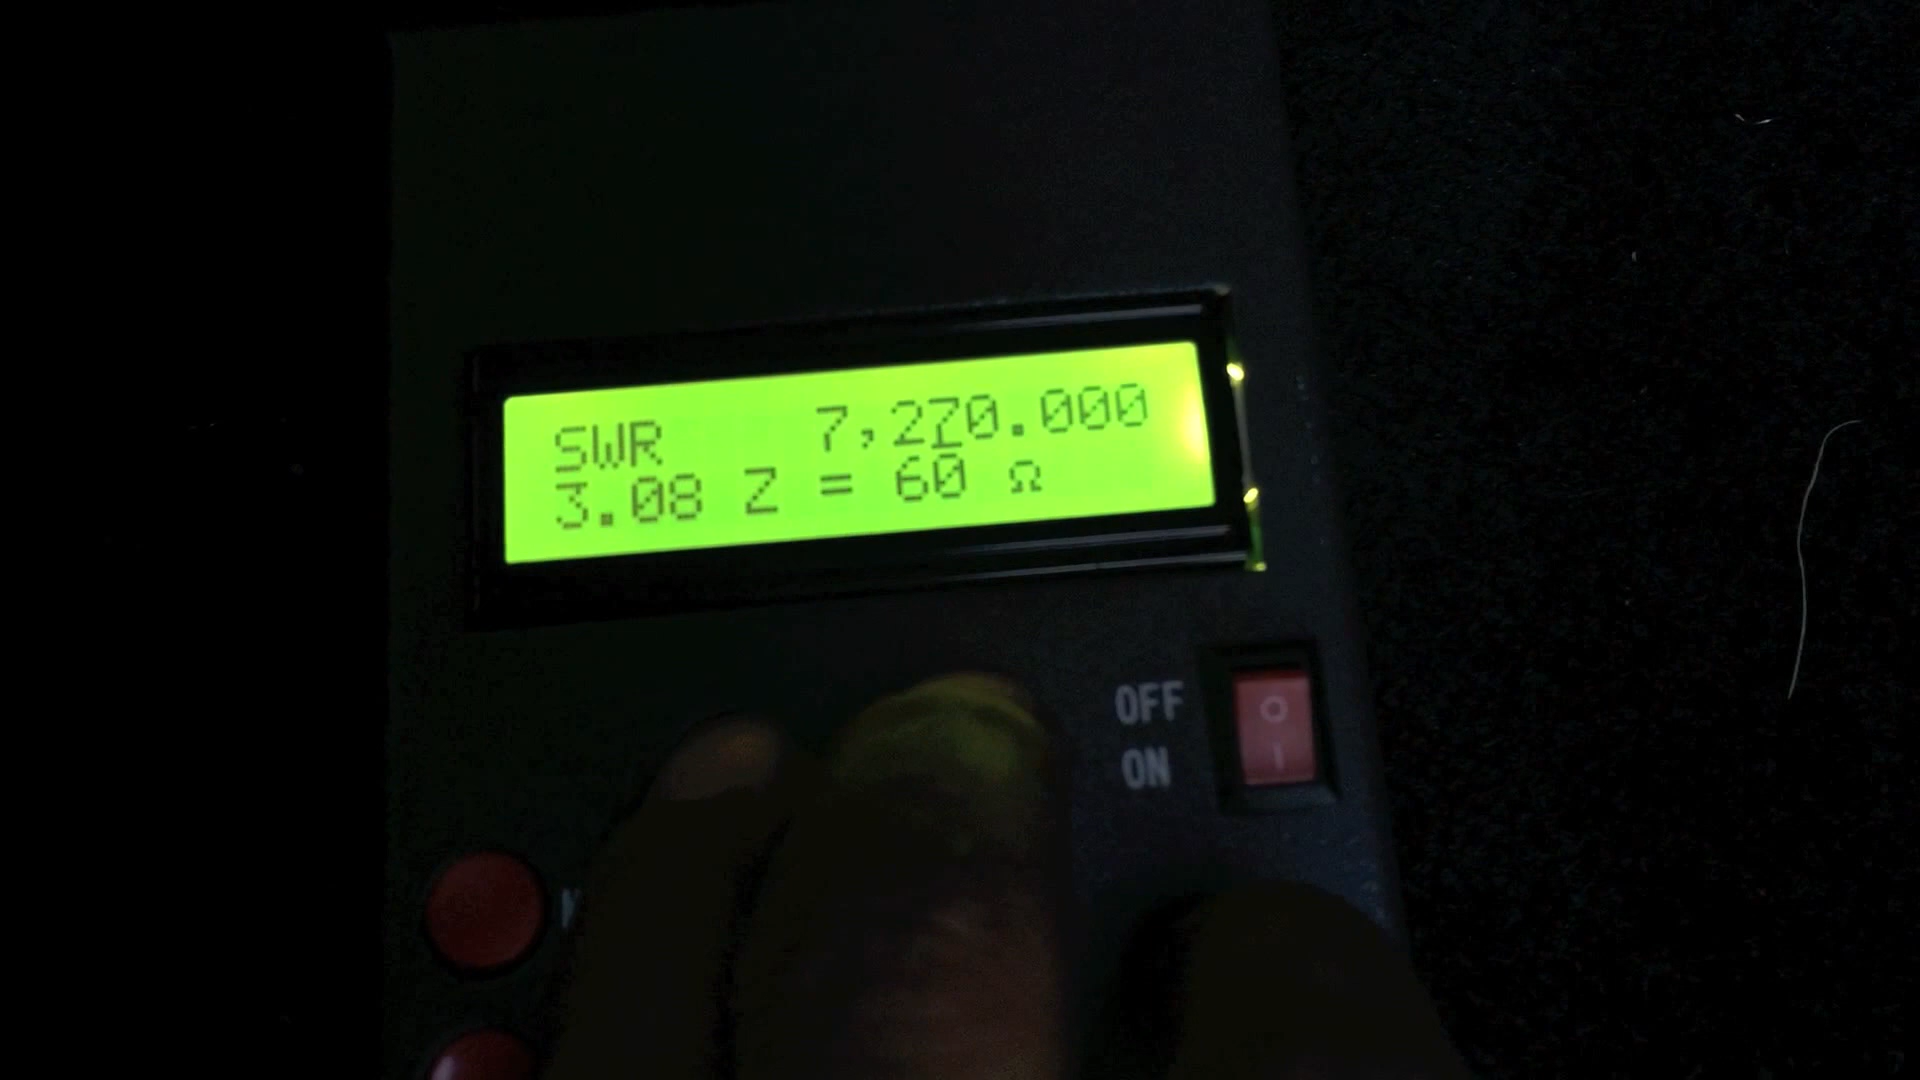 SWR 7,270.000
3.08 Z = 60 Ω
OFF
ON